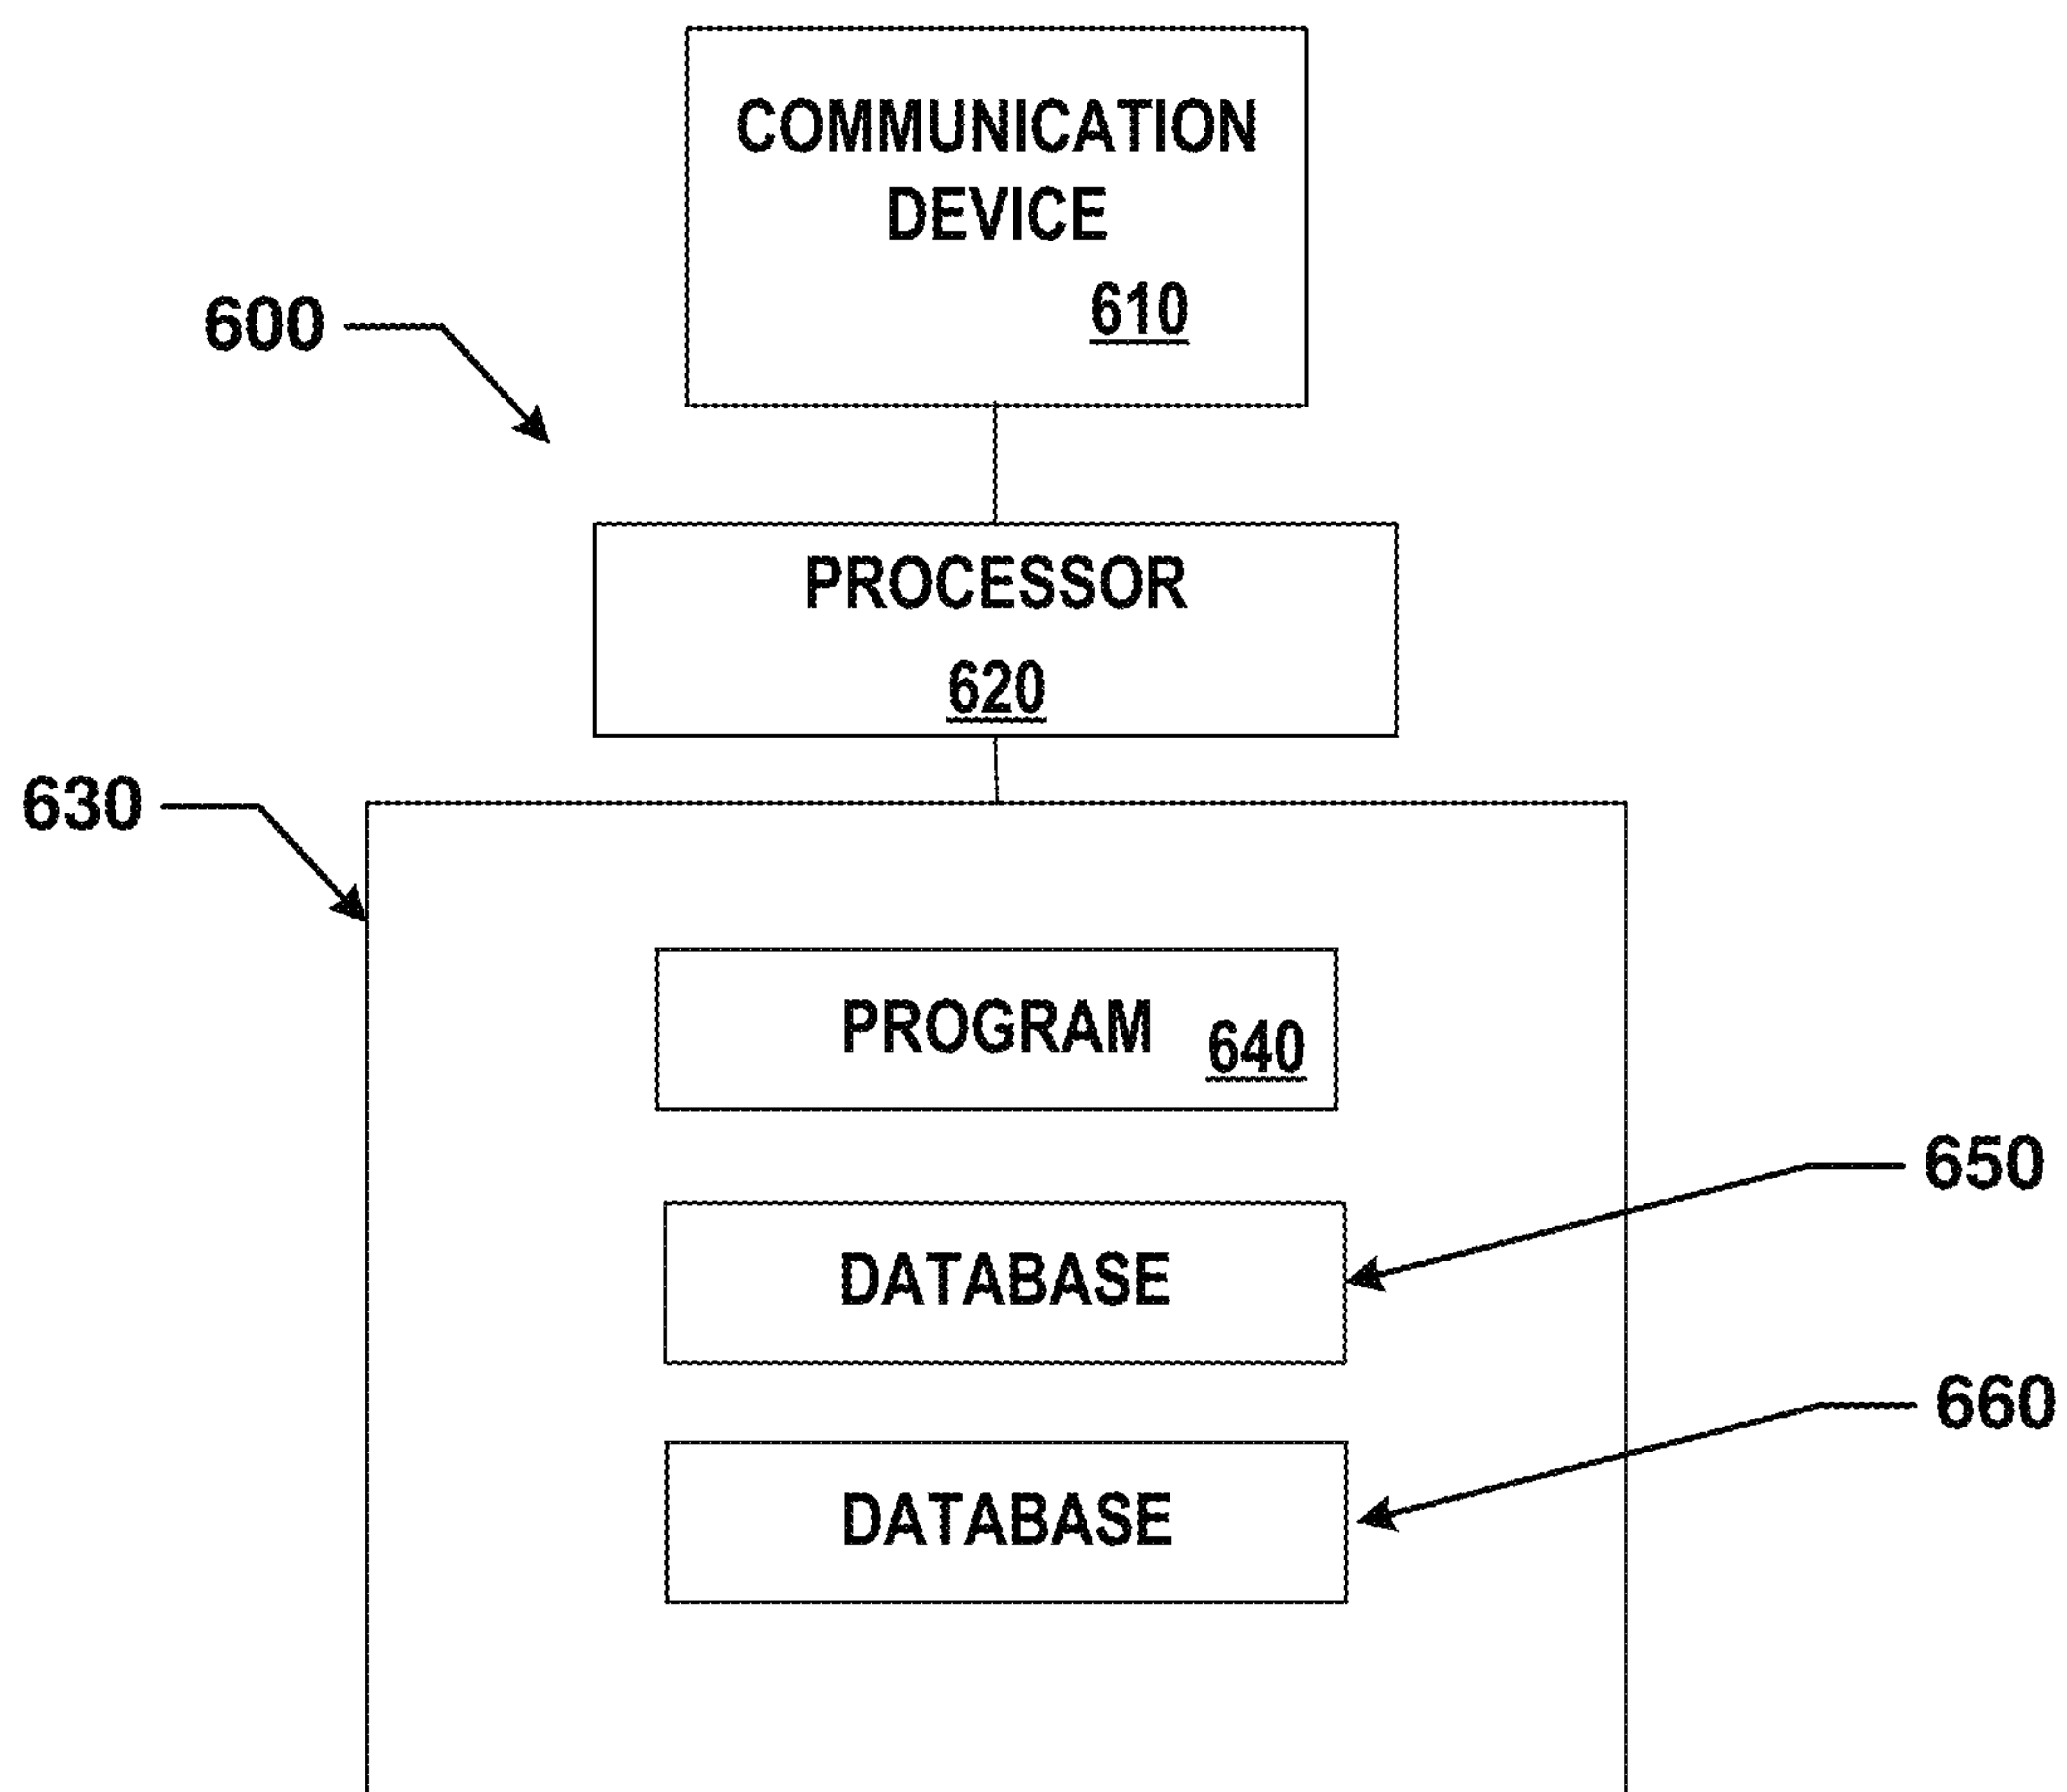 COMMUNICATION
DEVICE
610
600
PROCESSOR
620
630
PROGRAM 640
650
DATABASE
660
DATABASE